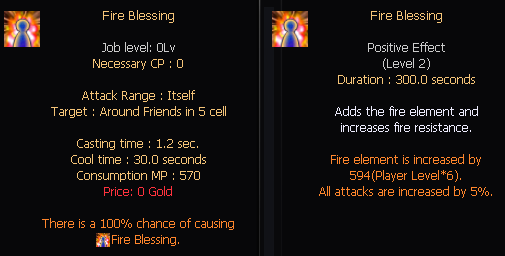 Fire Blessing
Job level: 0Lv
Necessary CP : 0
Attack Range : Itself
Target : Around Friends in 5 cell
Casting time : 1.2 sec.
Cool time : 30.0 seconds
Consumption MP : 570
Price: 0 Gold
There is a 100% chance of causing
Fire Blessing.
Fire Blessing
Positive Effect
(Level 2)
Duration : 300.0 seconds
Adds the fire element and
increases fire resistance.
Fire element is increased by
594(Player Level*6).
All attacks are increased by 5%.